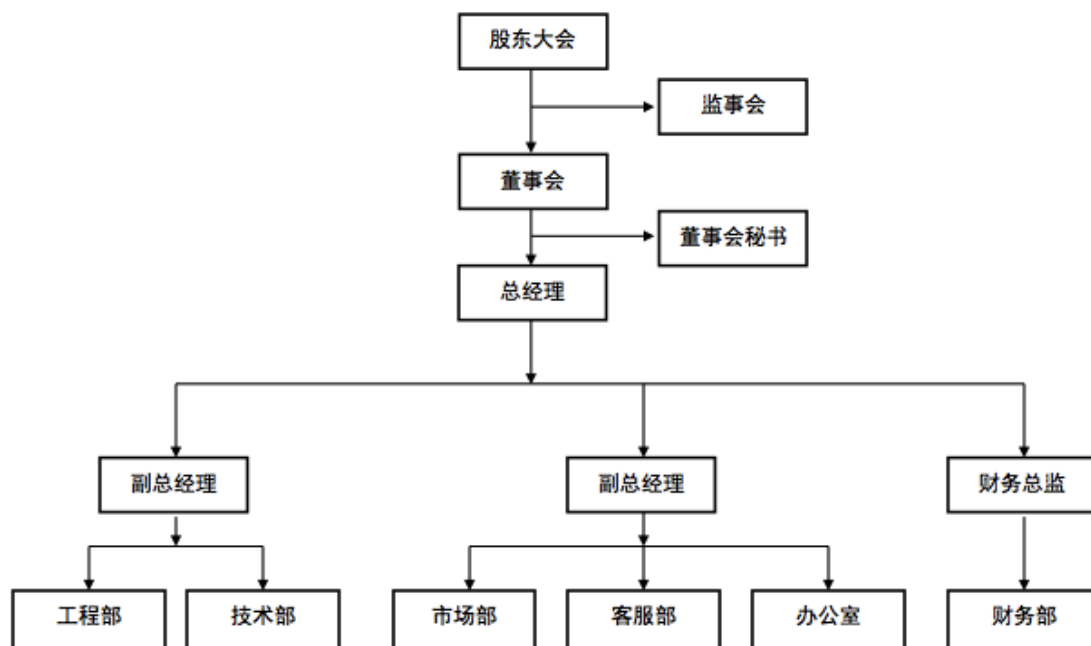 股东大会
监事会
董事会
董事会秘书
总经理
副总经理
副总经理
财务总监
工程部
技术部
市场部
客服部
办公室
财务部